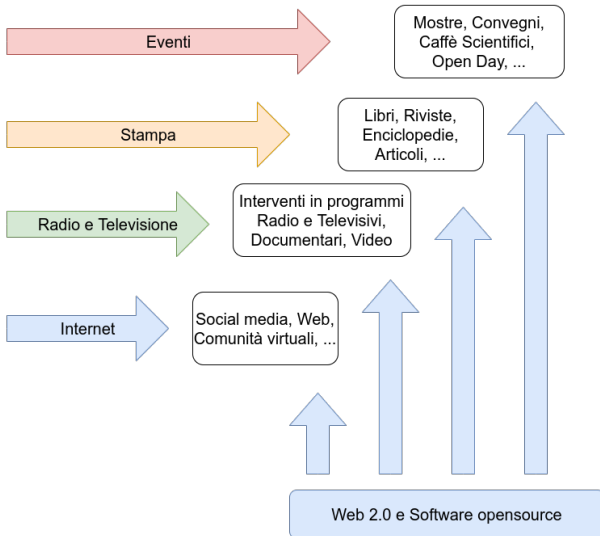 Eventi
Mostre, Convegni,
Caffè Scientifici,
Open Day, ...
Stampa
Libri, Riviste,
Enciclopedie,
Articoli, ...
Radio e Televisione
Interventi in programmi
Radio e Televisivi,
Documentari, Video
Internet
Social media, Web,
Comunità virtuali, ...
Web 2.0 e Software opensource